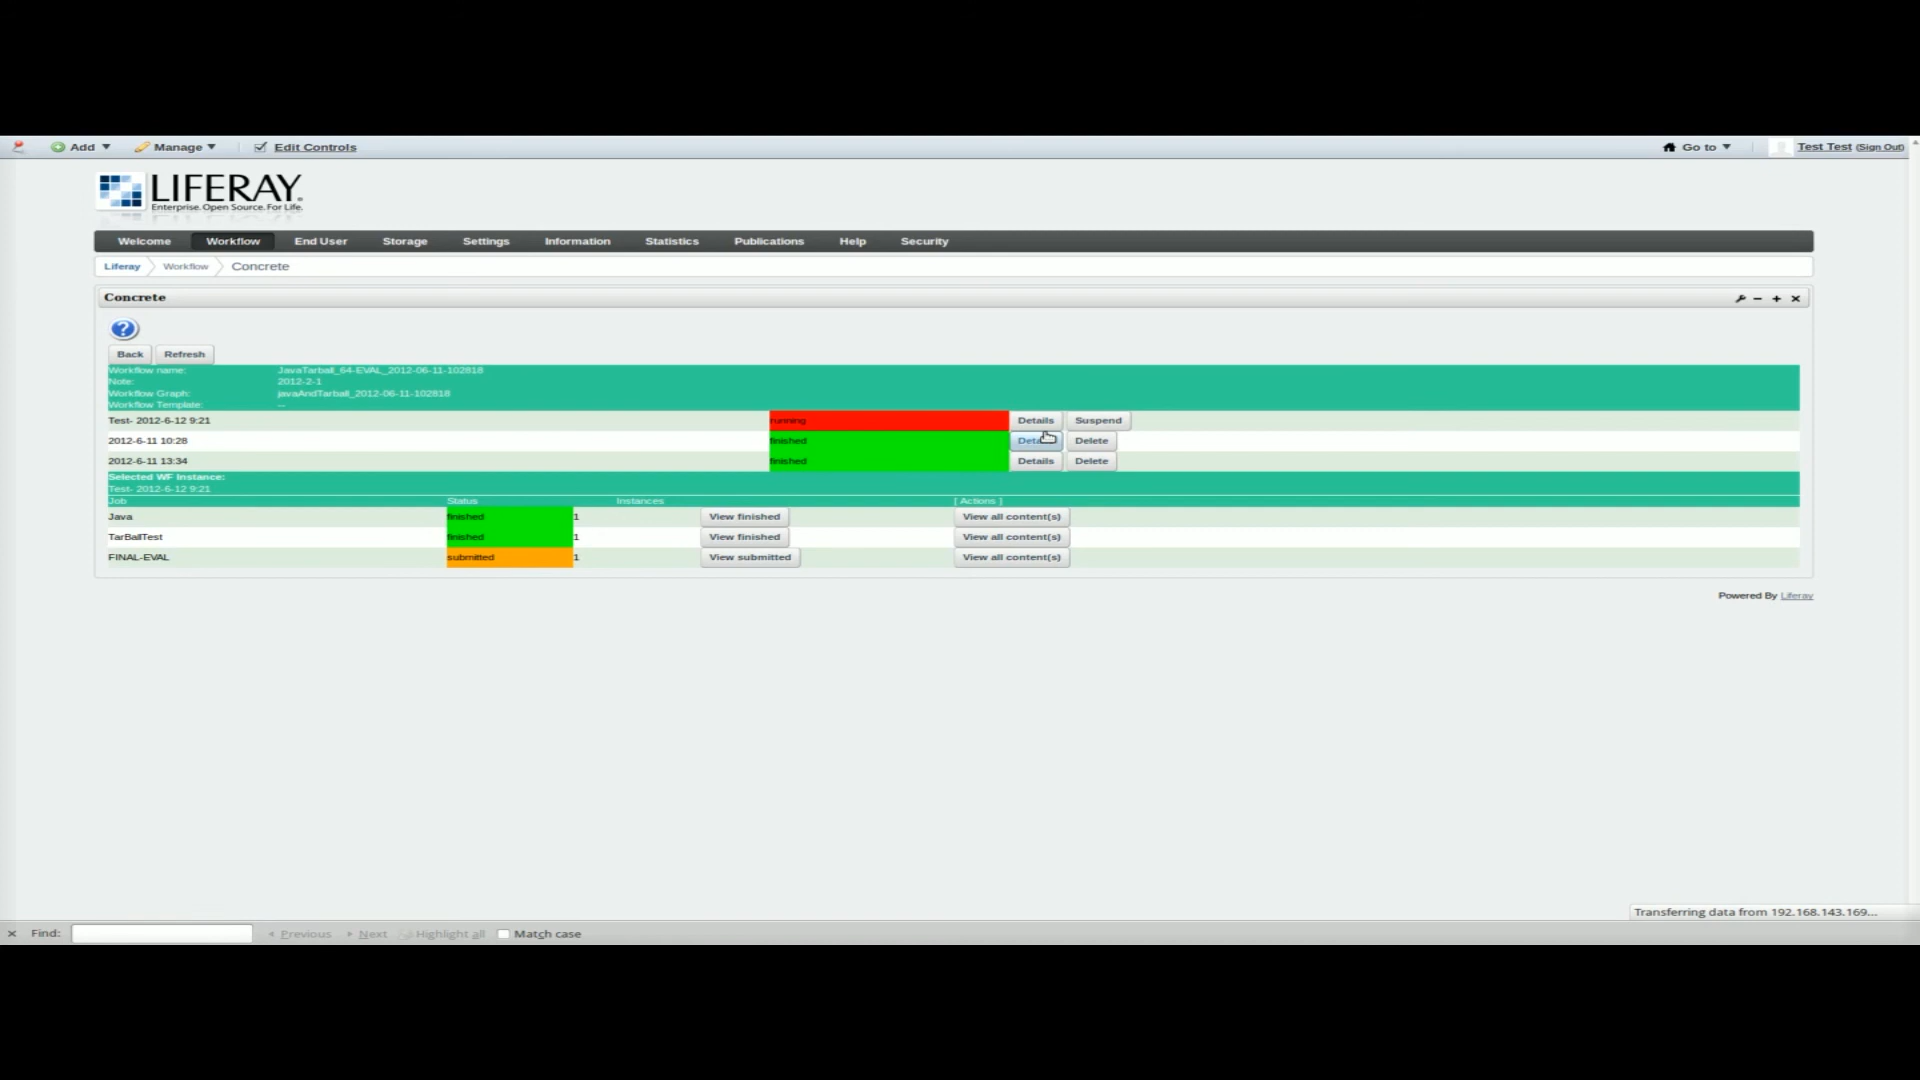 Add Manage Edit Controls Go to Test Test (Sign Out)
LIFERAY.
Enterprise. Open Source. For Life.
Welcome Workflow End User Storage Settings Information Statistics Publications Help Security
Liferay Workflow Concrete
Concrete
?
Back Refresh
Workflow name: JavaTarball_64-EVAL_2012-06-11-102818
Note: 2012-2-1
Workflow Graph: javaAndTarball_2012-06-11-102818
Workflow Template: --
Test- 2012-6-12 9:21 running Details Suspend
2012-6-11 10:28 finished Delete
2012-6-11 13:34 finished Details Delete
Selected WF Instance:
Test- 2012-6-12 9:21
Job Status Instances [ Actions ]
Java finished 1 View finished View all content(s)
TarBallTest finished 1 View finished View all content(s)
FINAL-EVAL submitted 1 View submitted View all content(s)
Powered By Liferay
Transferring data from 192.168.143.169...
Find: Previous Next Highlight all Match case